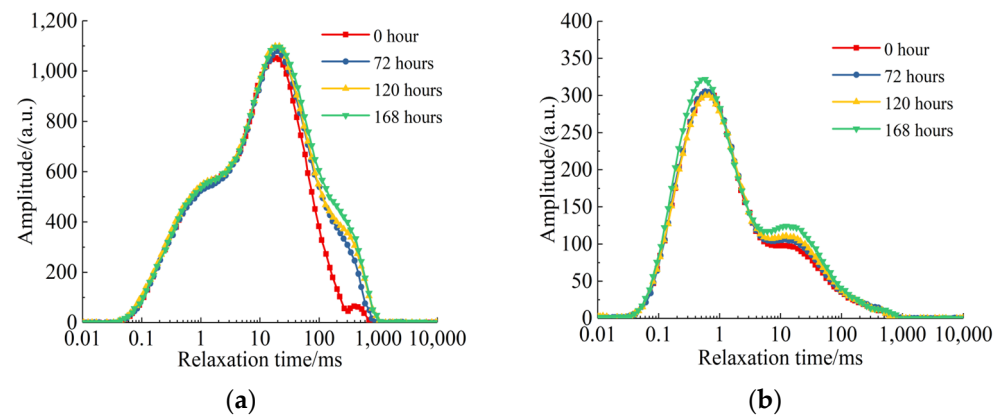 1,200
1,000
800
600
400
200
0
Amplitude/(a.u.)
0 hour
72 hours
120 hours
168 hours
0.01 0.1 1 10 100 1,000 10,000
Relaxation time/ms
(a)
400
350
300
250
200
150
100
50
0
Amplitude/(a.u.)
0 hour
72 hours
120 hours
168 hours
0.01 0.1 1 10 100 1,000 10,000
Relaxation time/ms
(b)